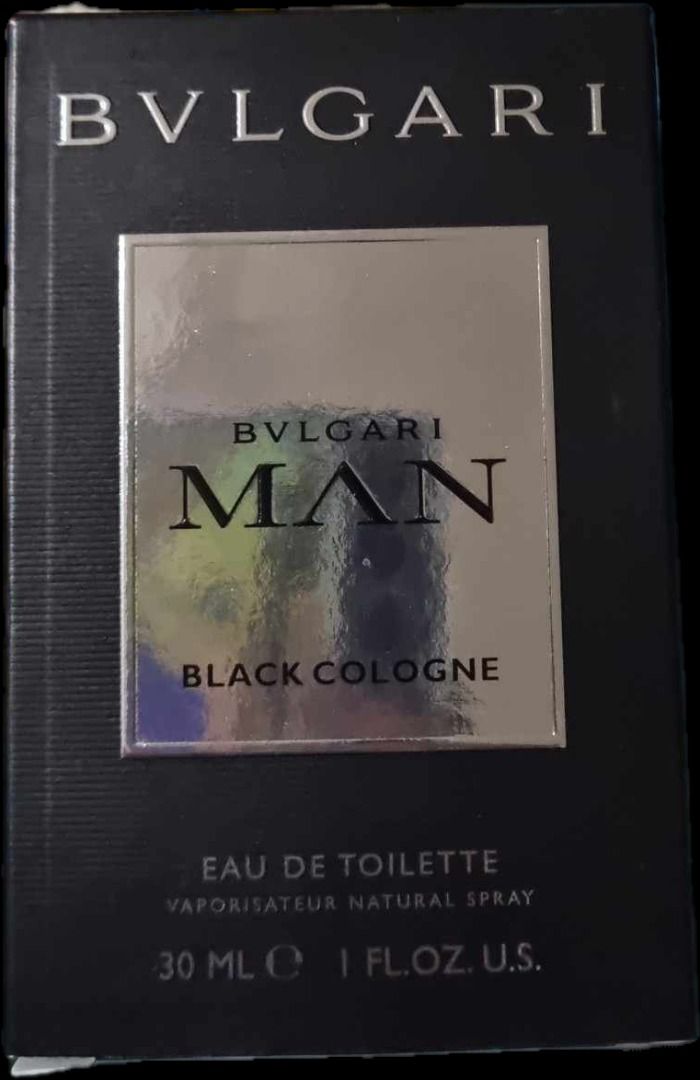 BVLGARI
BVLGARI
MAN
BLACK COLOGNE
EAU DE TOILETTE
VAPORISATEUR NATURAL SPRAY
30 ML ℮ 1 FL.OZ. U.S.